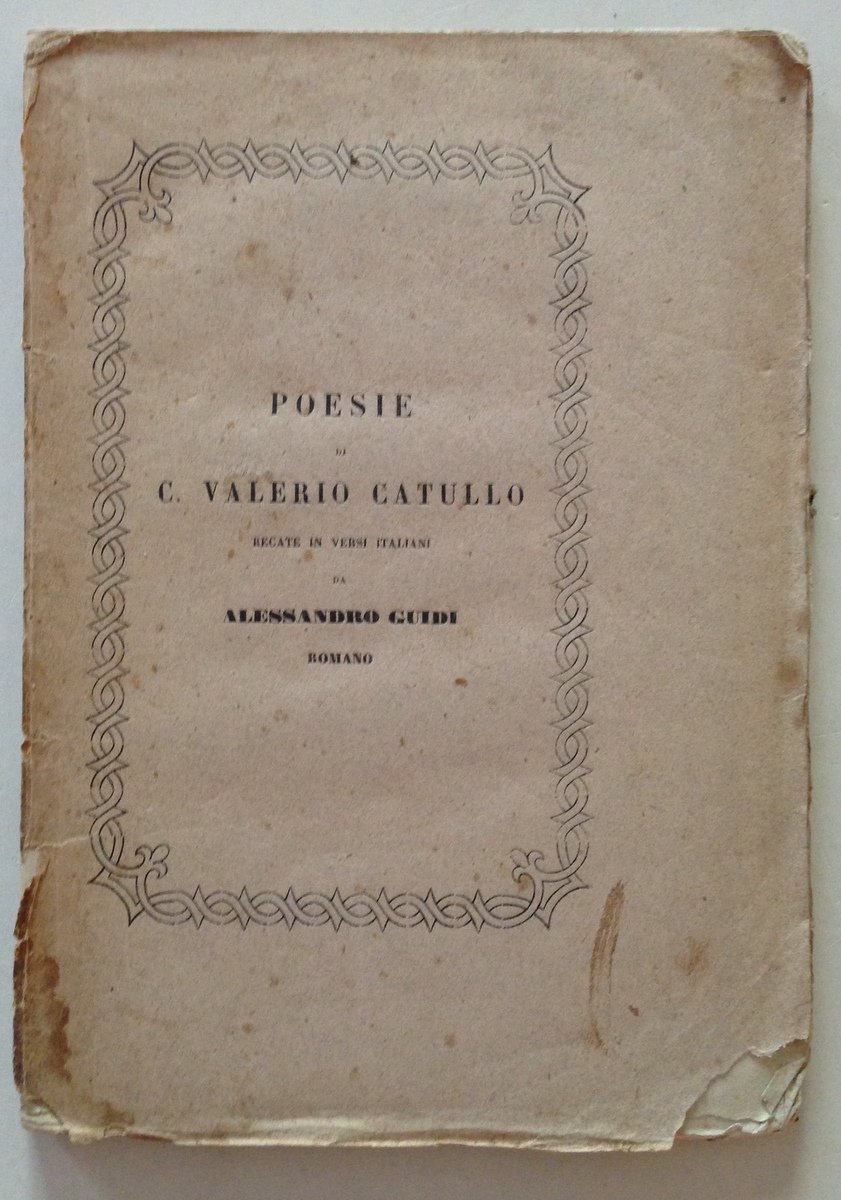 POESIE
DI
C. VALERIO CATULLO
RECATE IN VERSI ITALIANI
DA
ALESSANDRO GUIDI
ROMANO